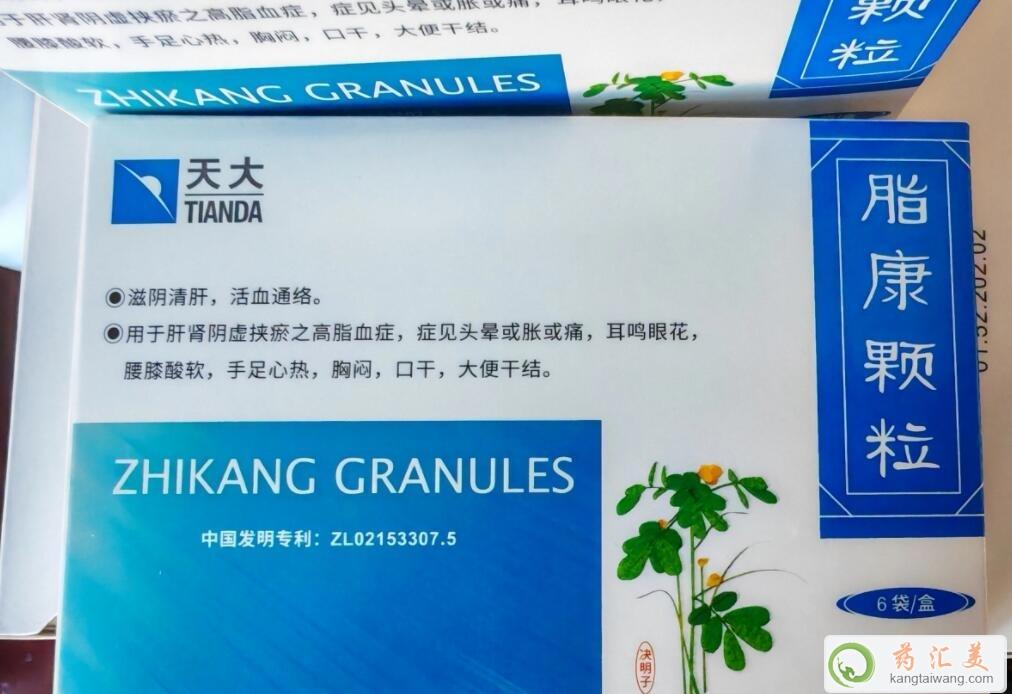 于肝肾阴虚挟瘀之高脂血症，症见头晕或胀或痛，耳鸣眼花，
腰膝酸软，手足心热，胸闷，口干，大便干结。
ZHIKANG GRANULES
颗粒
天大
TIANDA
滋阴清肝，活血通络。
用于肝肾阴虚挟瘀之高脂血症，症见头晕或胀或痛，耳鸣眼花，
腰膝酸软，手足心热，胸闷，口干，大便干结。
脂康颗粒
ZHIKANG GRANULES
中国发明专利：ZL02153307.5
决明子
6袋/盒
药汇美
kangtaiwang.com